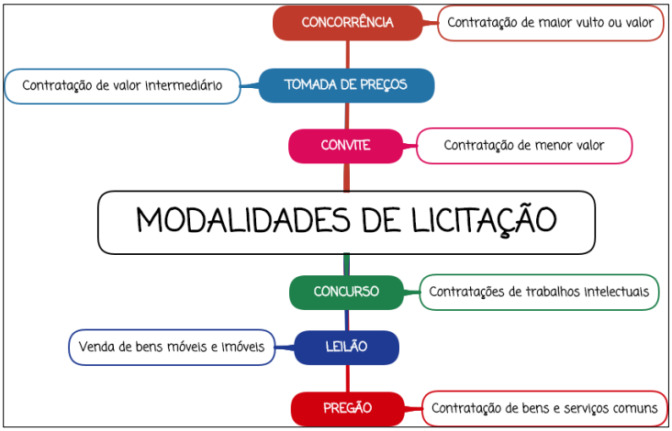 CONCORRÊNCIA
Contratação de maior vulto ou valor
Contratação de valor intermediário
TOMADA DE PREÇOS
CONVITE
Contratação de menor valor
MODALIDADES DE LICITAÇÃO
CONCURSO
Contratações de trabalhos intelectuais
Venda de bens móveis e imóveis
LEILÃO
PREGÃO
Contratação de bens e serviços comuns